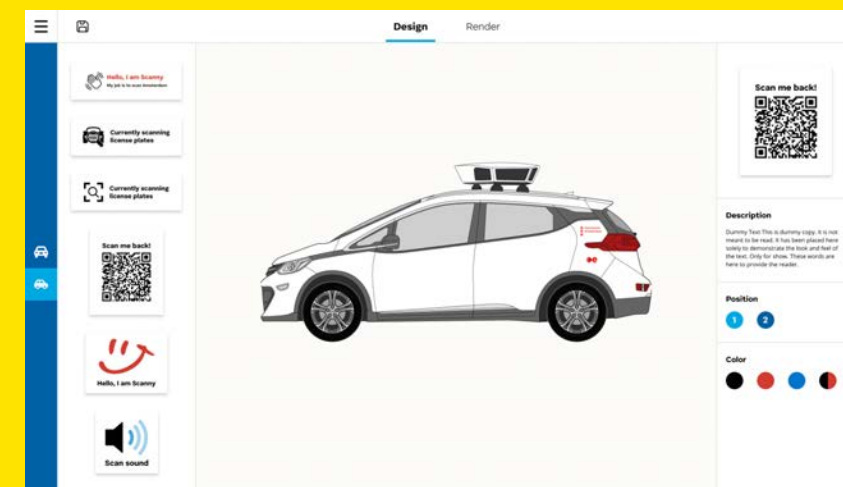 Design
Render
Hello, I am Scanny
My job is to scan Amsterdam
Currently scanning
license plates
Currently scanning
license plates
Scan me back!
Hello, I am Scanny
Scan sound
Scan me back!
Description
Dummy Text This is dummy copy. It is not
meant to be read. It has been placed here
solely to demonstrate the look and feel of
the text. Only for show. These words are
here to provide the reader.
Position
1
2
Color